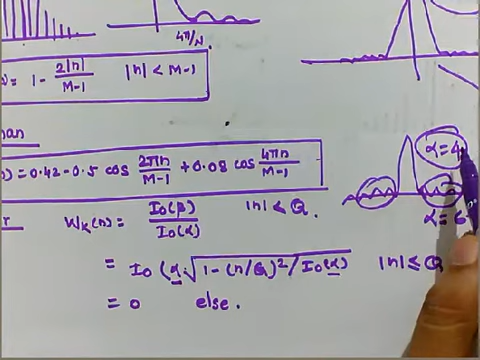 4π/N
= 1 - 2|n| / M-1 |n| < M-1
man
(n) = 0.42 - 0.5 cos 2πn / M-1 + 0.08 cos 4πn / M-1
α = 4
α = 6
r W_K(n) = I₀(β) / I₀(α) |n| ≤ Q.
= I₀(α.√(1 - (n/Q)² / I₀(α) |n| ≤ Q
= 0 else.